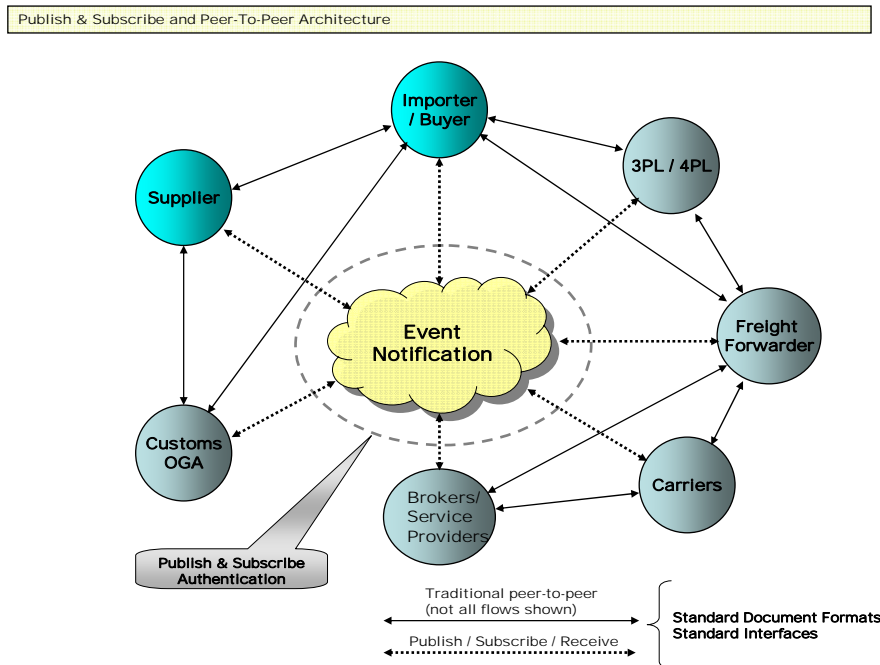 Publish & Subscribe and Peer-To-Peer Architecture
Importer
/ Buyer
3PL / 4PL
Supplier
Event
Notification
Freight
Forwarder
Customs
OGA
Carriers
Brokers/
Service
Providers
Publish & Subscribe
Authentication
Traditional peer-to-peer
(not all flows shown)
Publish / Subscribe / Receive
Standard Document Formats
Standard Interfaces